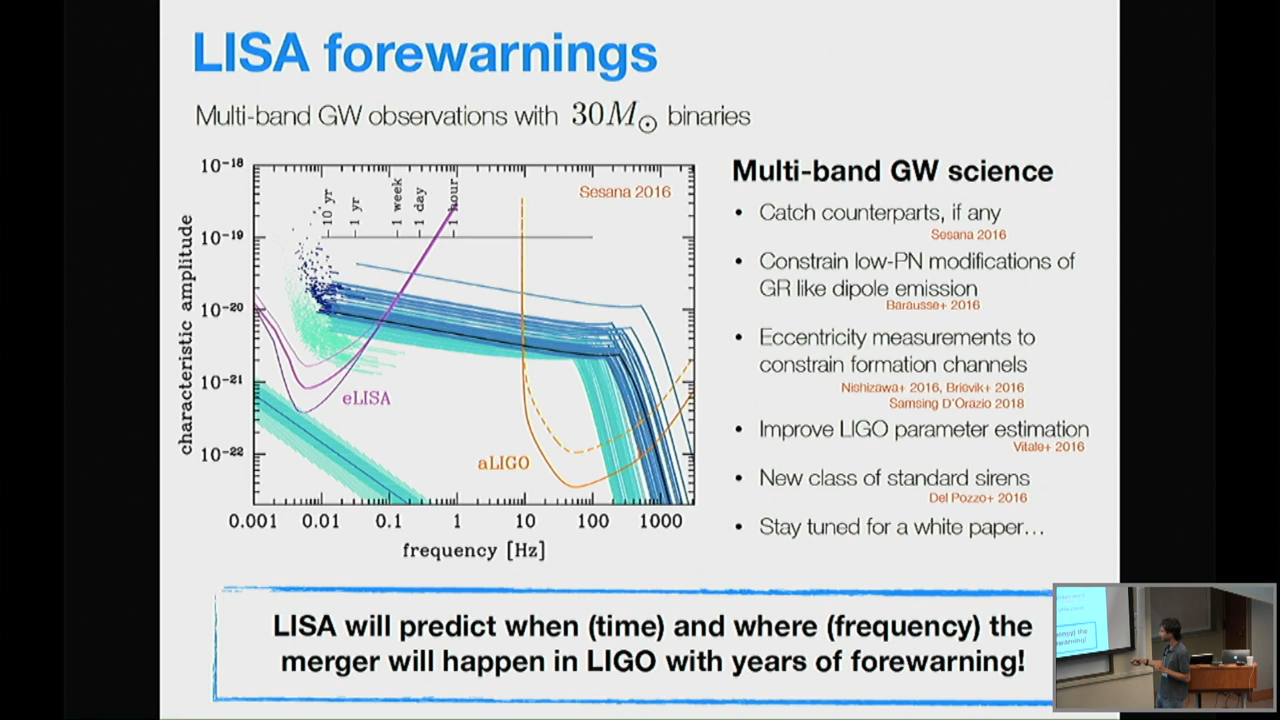 LISA forewarnings
Multi-band GW observations with 30M⊙ binaries
10⁻¹⁸
10⁻¹⁹
10⁻²⁰
10⁻²¹
10⁻²²
characteristic amplitude
10 yr
1 yr
1 week
1 day
1 hour
Sesana 2016
eLISA
aLIGO
0.001 0.01 0.1 1 10 100 1000
frequency [Hz]
Multi-band GW science
• Catch counterparts, if any
Sesana 2016
• Constrain low-PN modifications of
GR like dipole emission
Barausse+ 2016
• Eccentricity measurements to
constrain formation channels
Nishizawa+ 2016, Brievik+ 2016
Samsing D'Orazio 2018
• Improve LIGO parameter estimation
Vitale+ 2016
• New class of standard sirens
Del Pozzo+ 2016
• Stay tuned for a white paper…
LISA will predict when (time) and where (frequency) the
merger will happen in LIGO with years of forewarning!